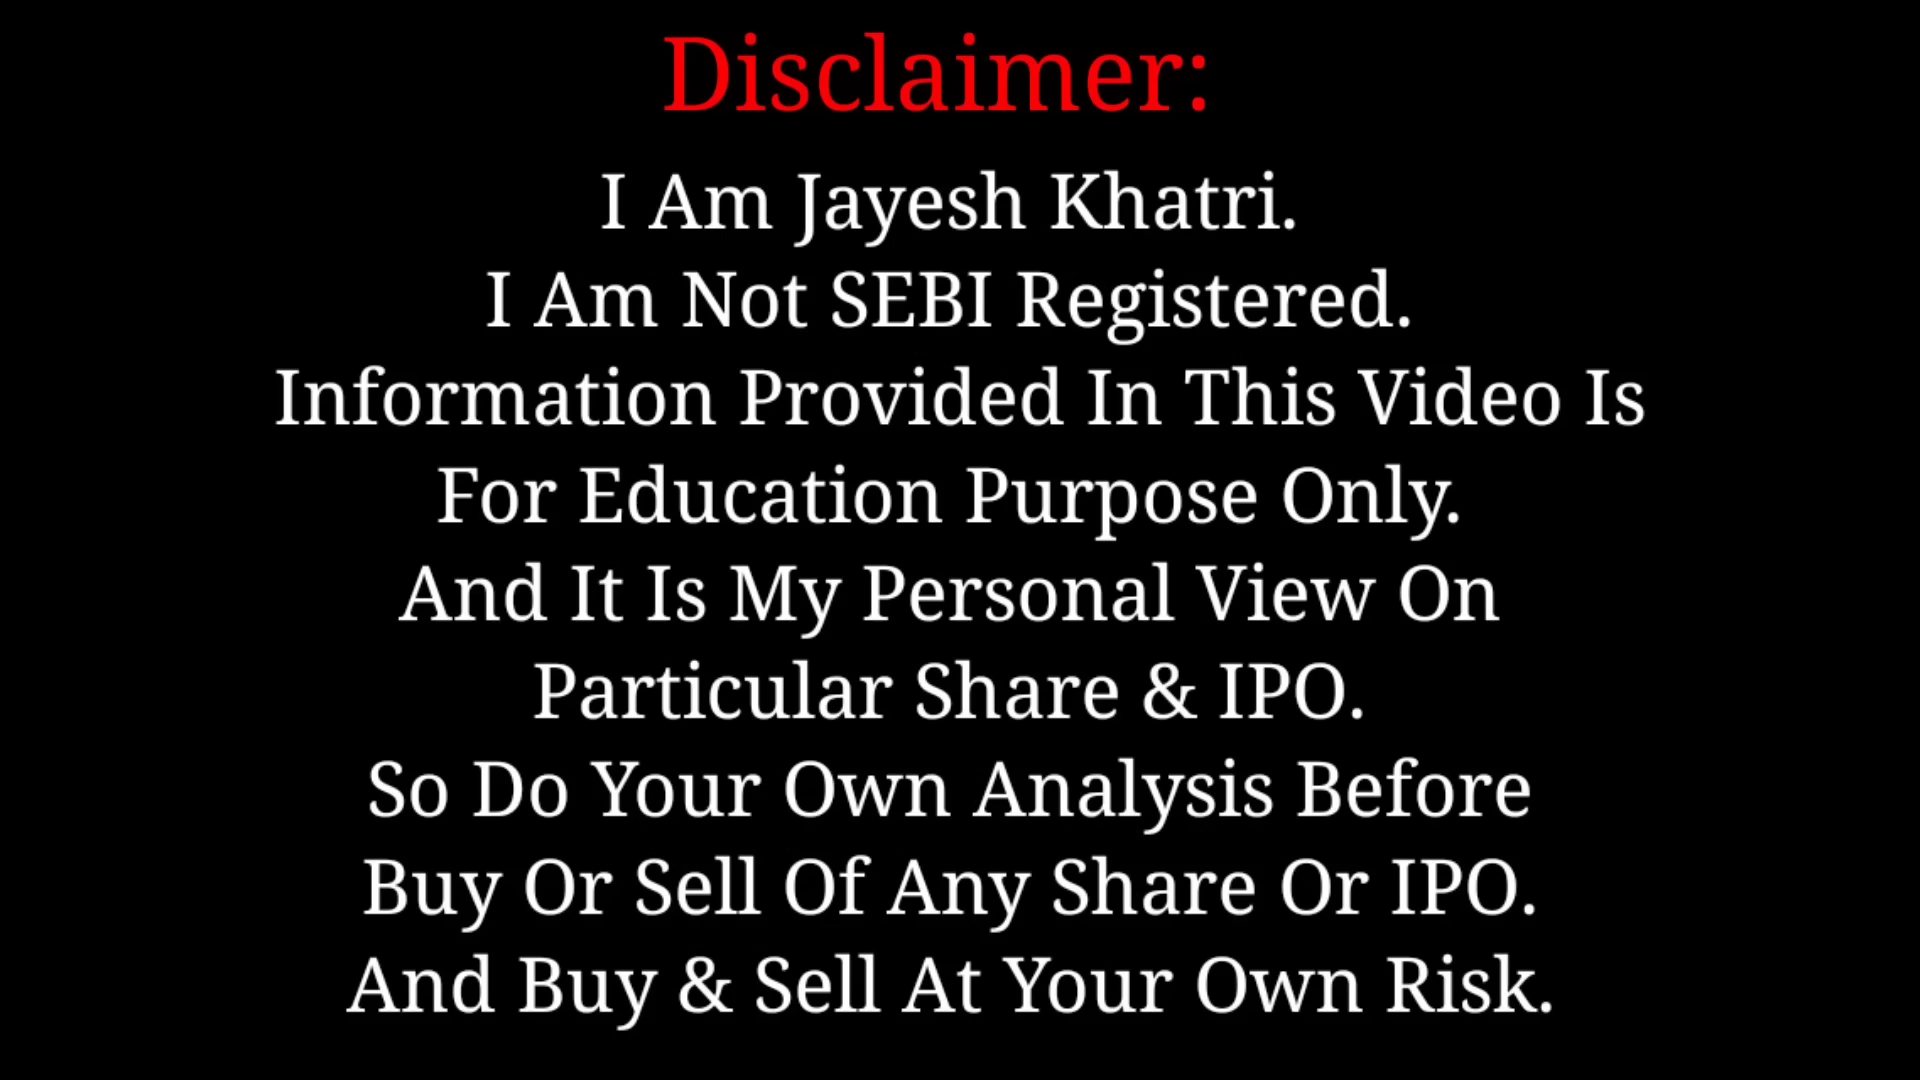 Disclaimer:
I Am Jayesh Khatri.
I Am Not SEBI Registered.
Information Provided In This Video Is
For Education Purpose Only.
And It Is My Personal View On
Particular Share & IPO.
So Do Your Own Analysis Before
Buy Or Sell Of Any Share Or IPO.
And Buy & Sell At Your Own Risk.